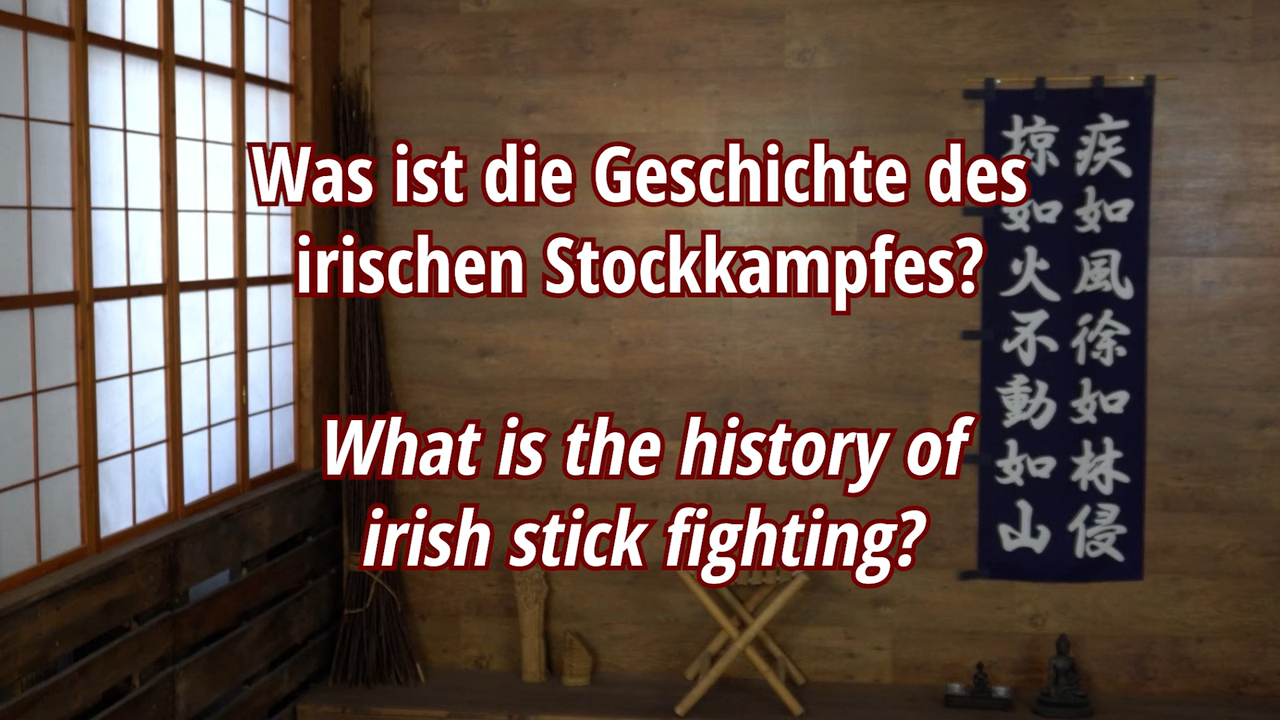 Was ist die Geschichte des
irischen Stockkampfes?
What is the history of
irish stick fighting?
疾如風徐如林侵
掠如火不動如山